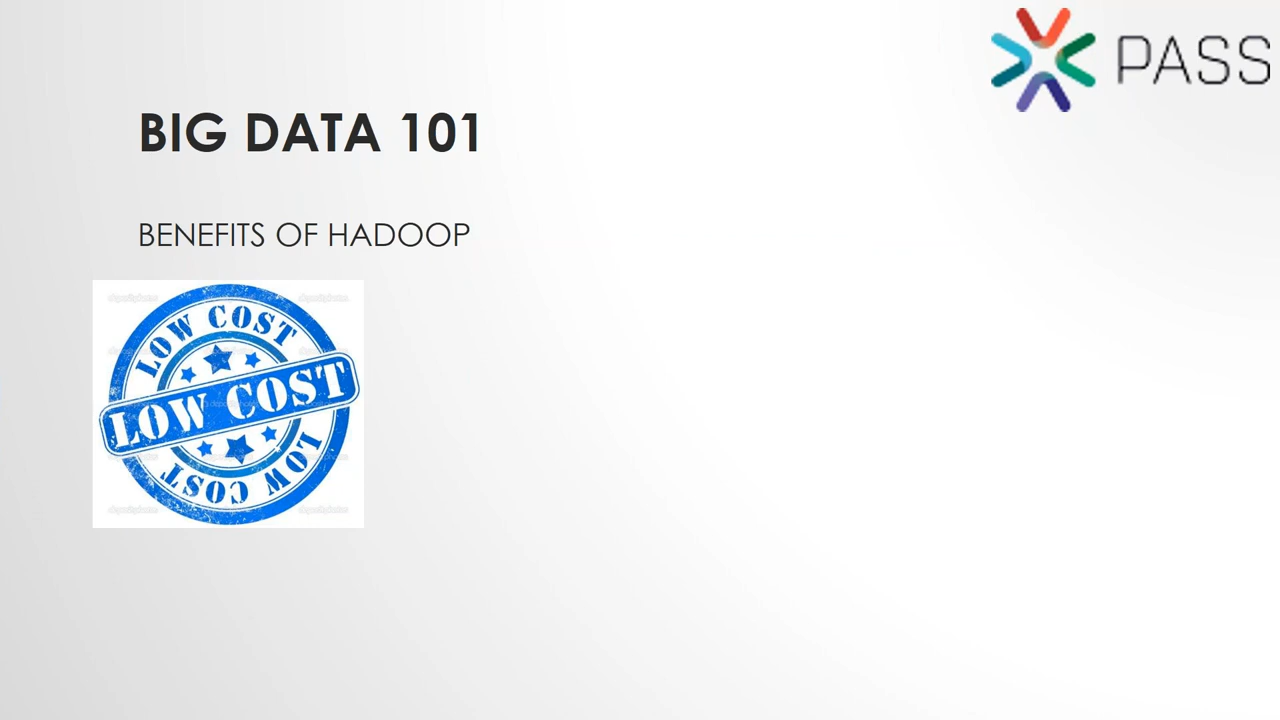 PASS
BIG DATA 101
BENEFITS OF HADOOP
LOW COST
LOW COST
LOW COST